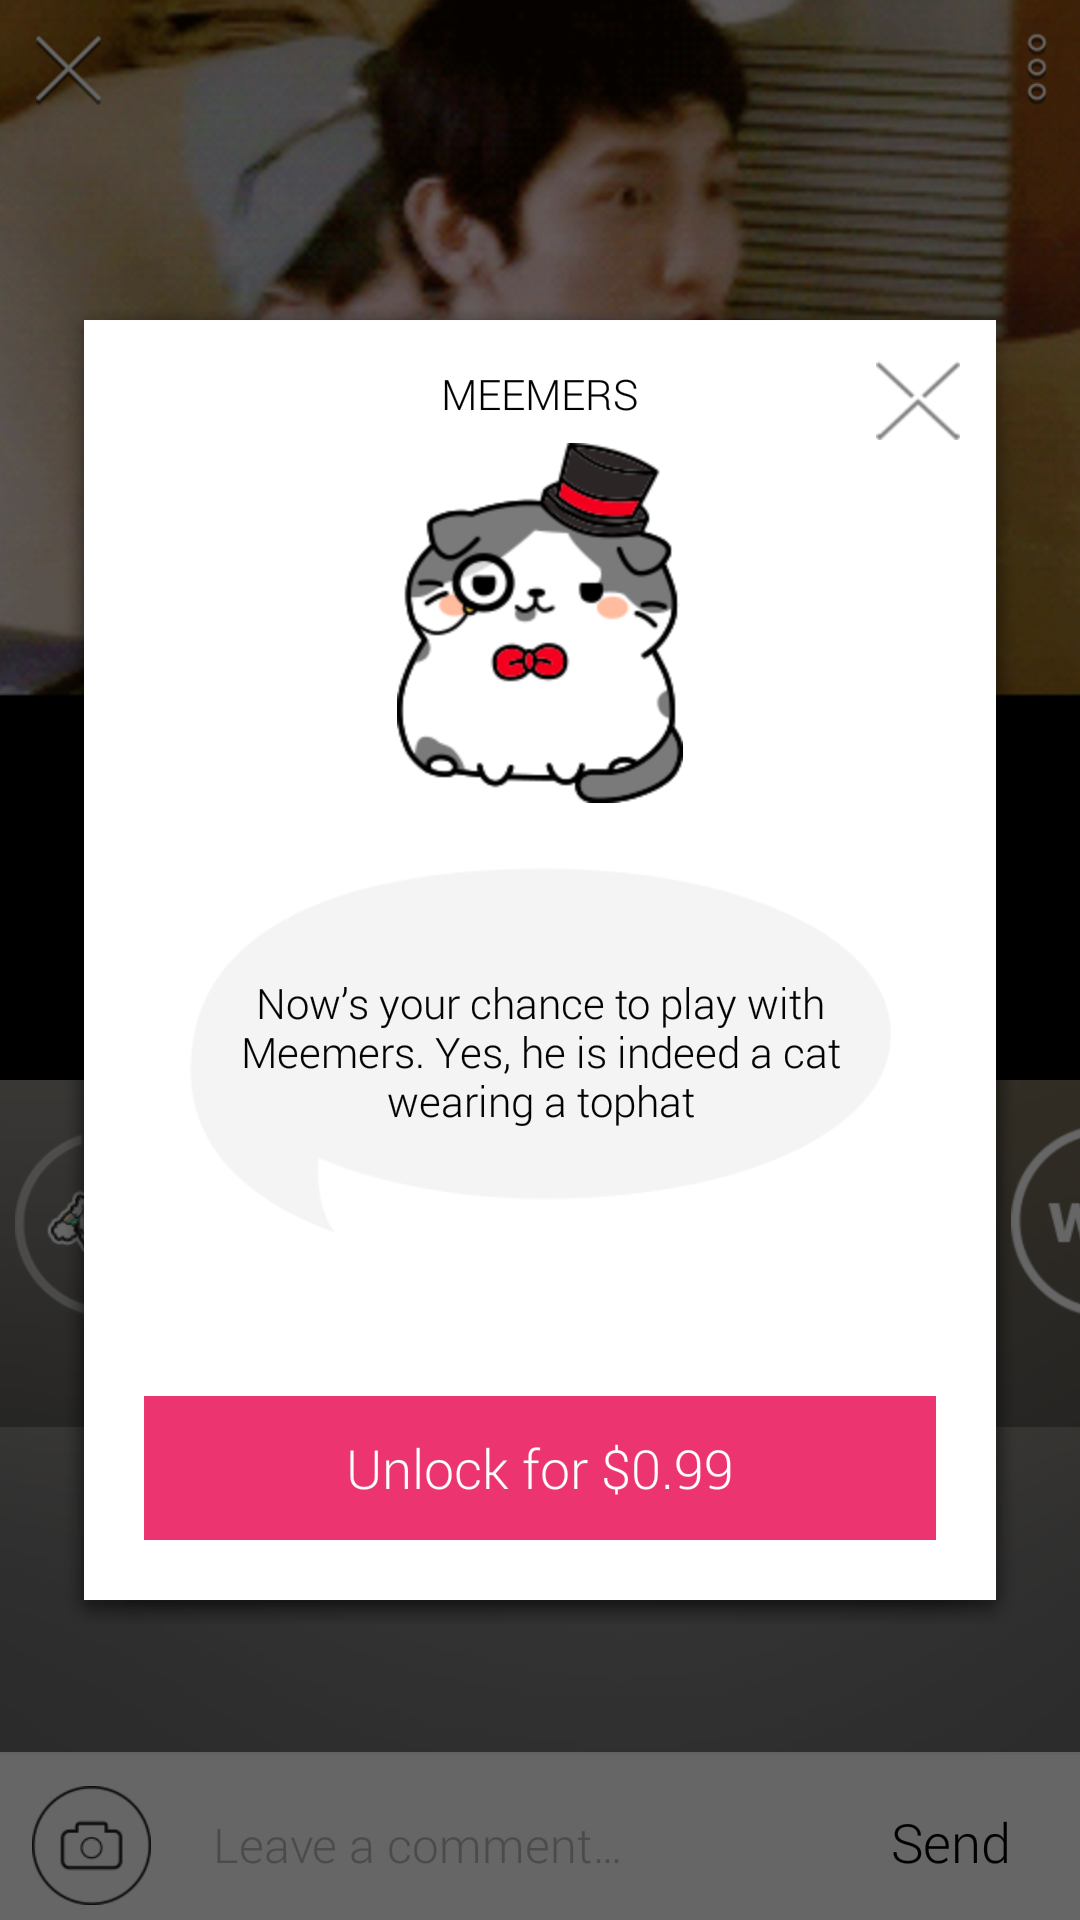 MEEMERS
Now’s your chance to play with
Meemers. Yes, he is indeed a cat
wearing a tophat
W
Unlock for $0.99
Leave a comment...
Send